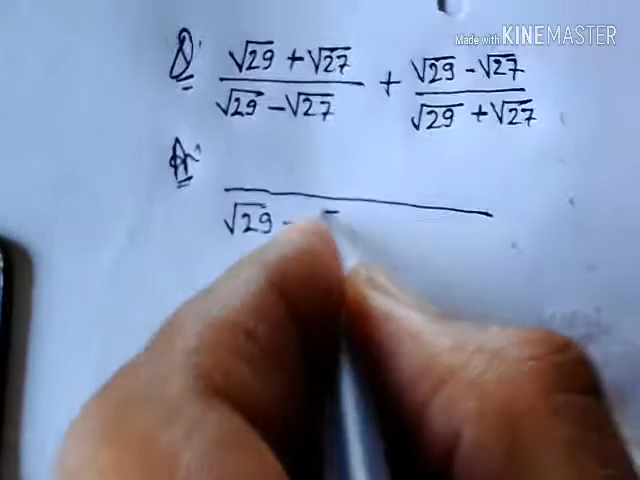 Made with KINEMASTER
Q. (√29 + √27)/(√29 - √27) + (√29 - √27)/(√29 + √27)
A.
√29 -